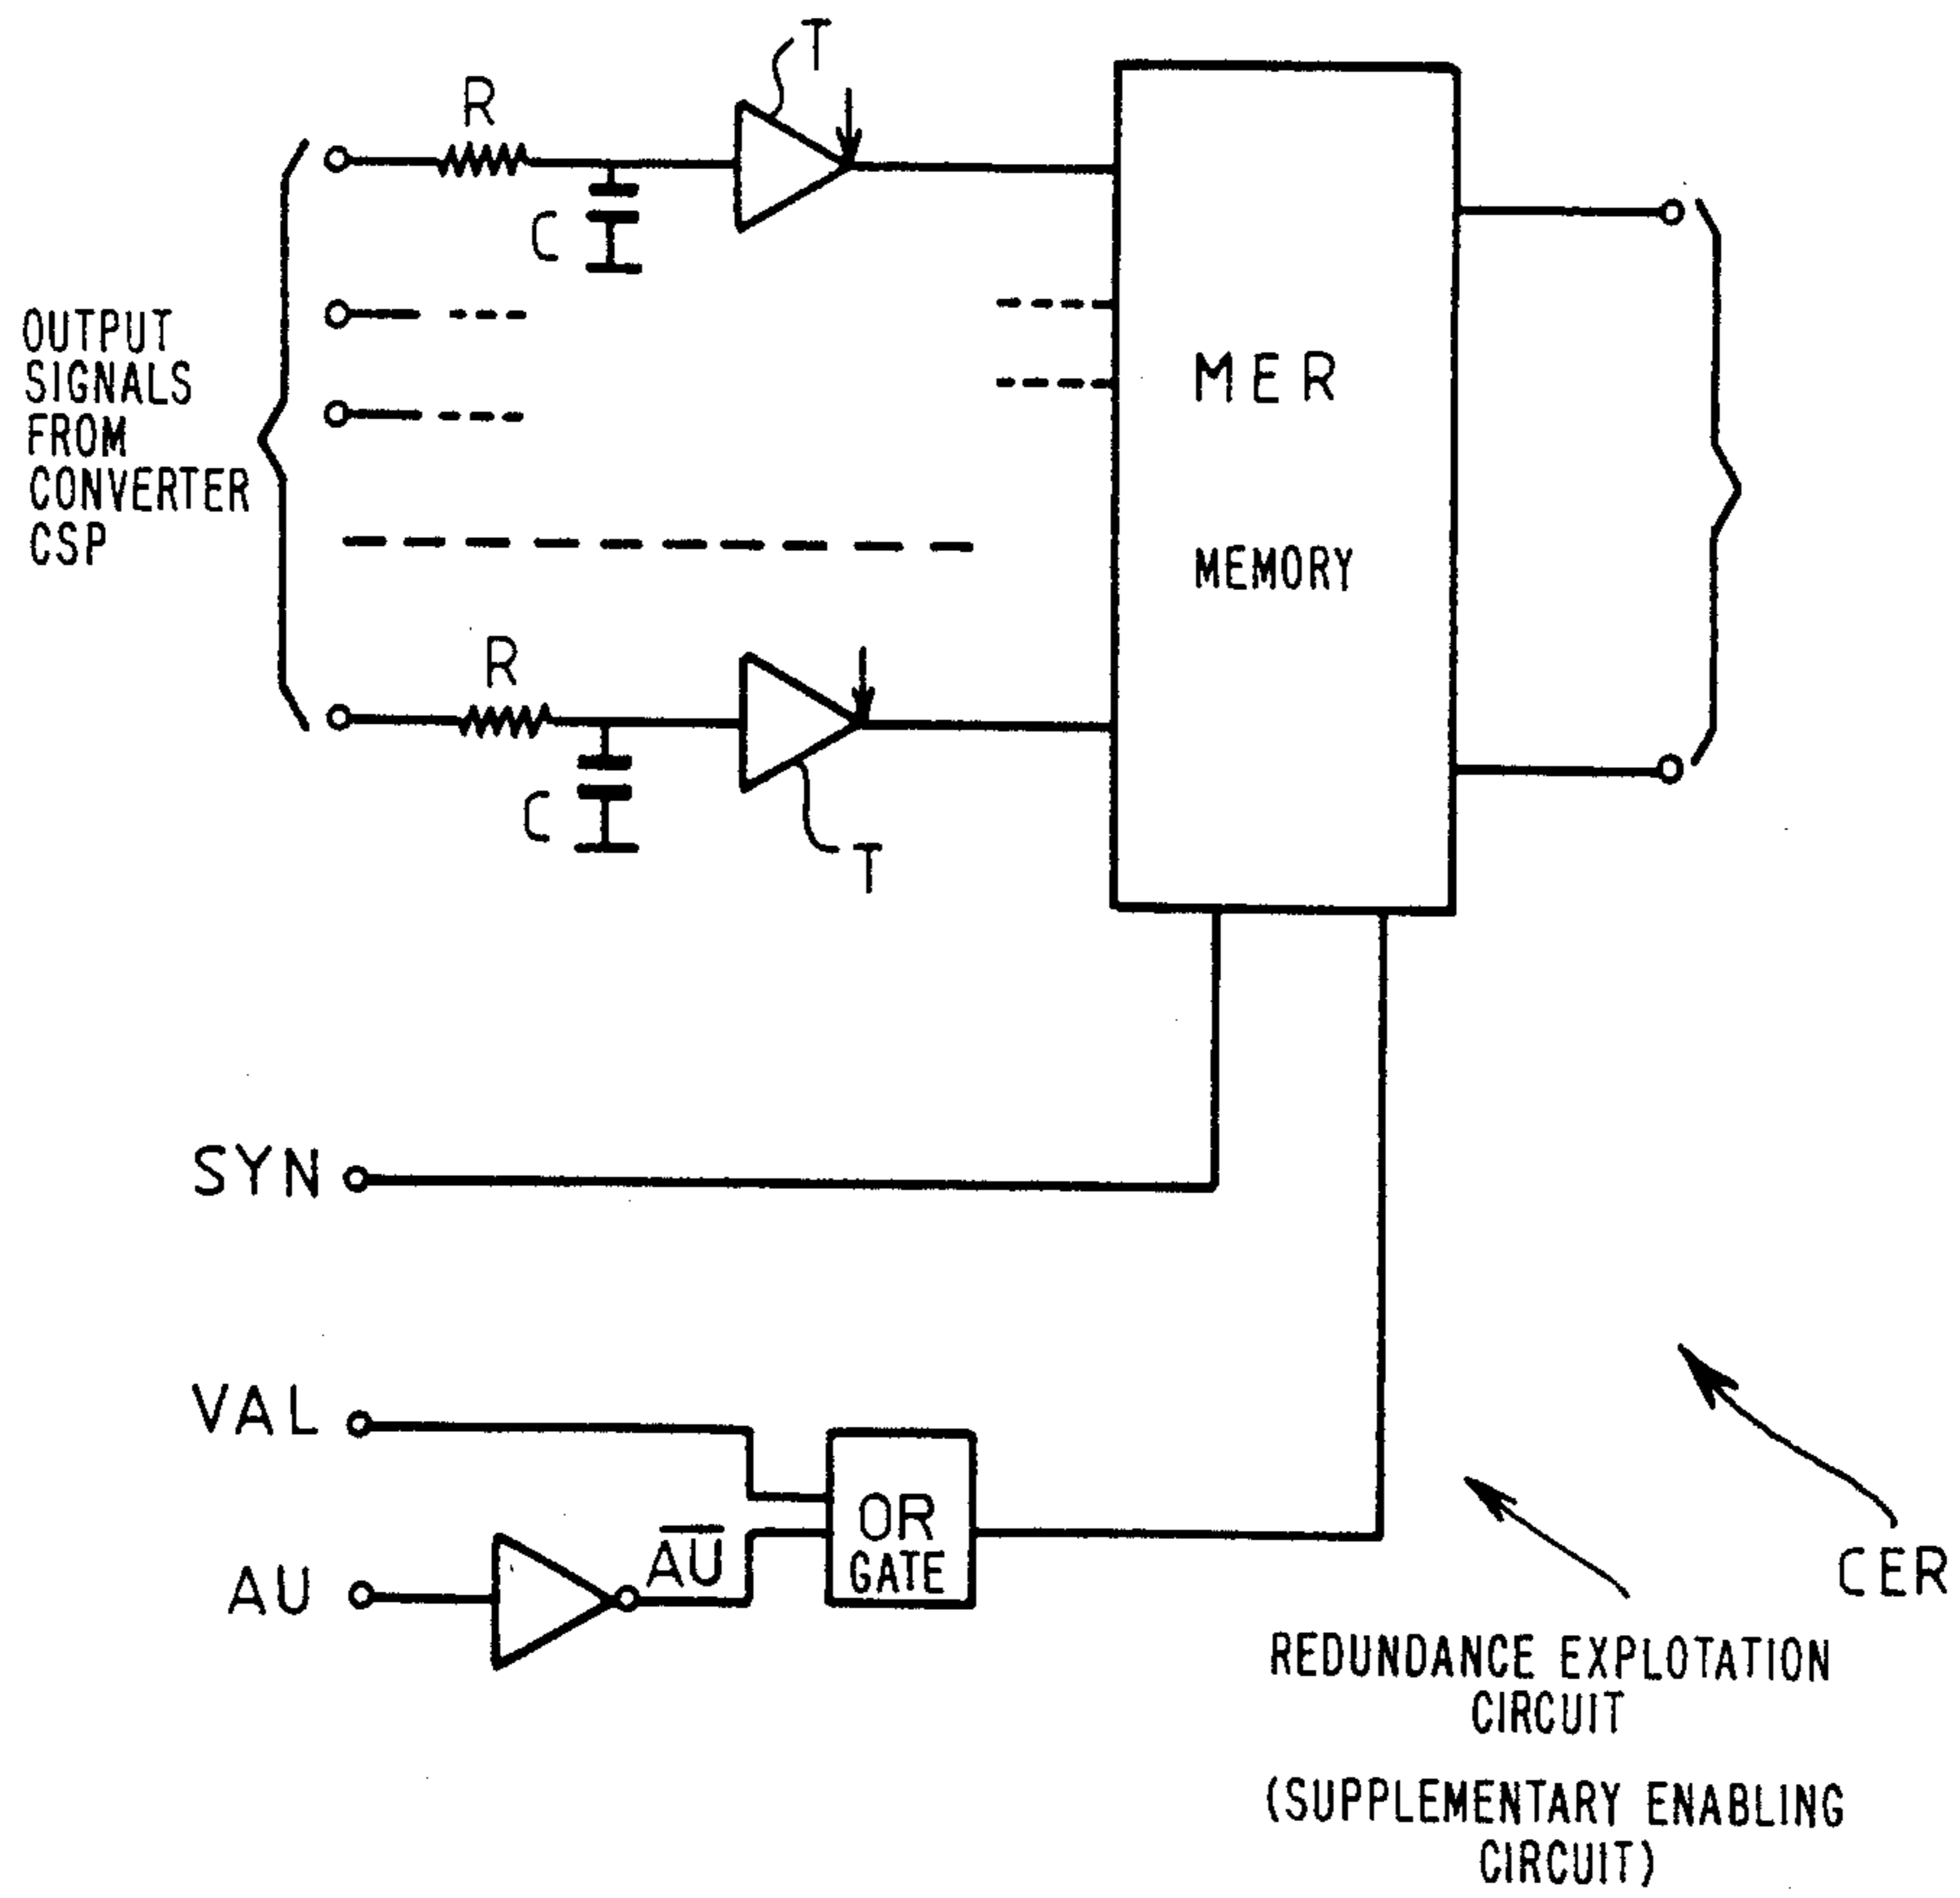 T
R
C
OUTPUT
SIGNALS
FROM
CONVERTER
CSP
MER
MEMORY
R
C
T
SYN
VAL
AU
A̅U̅
OR
GATE
CER
REDUNDANCE EXPLOTATION
CIRCUIT
(SUPPLEMENTARY ENABLING
CIRCUIT)